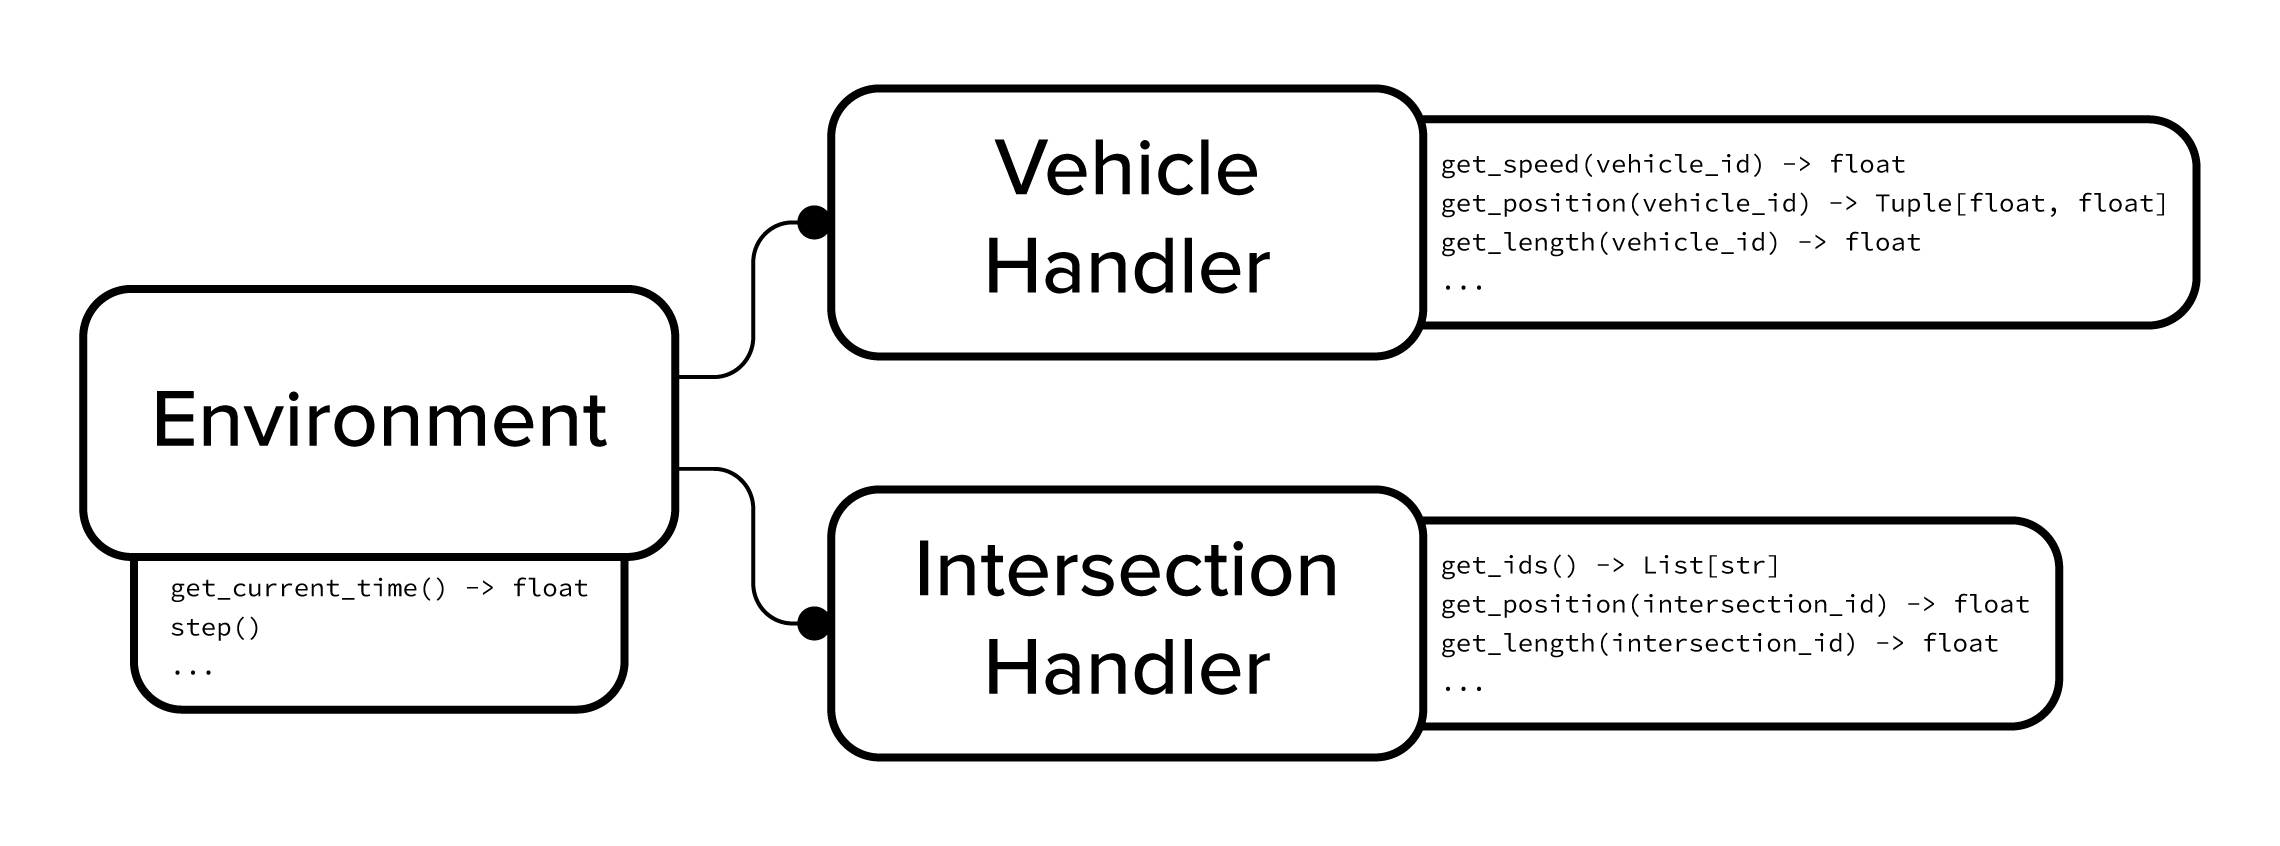 Environment
get_current_time() -> float
step()
...
Vehicle
Handler
get_speed(vehicle_id) -> float
get_position(vehicle_id) -> Tuple[float, float]
get_length(vehicle_id) -> float
...
Intersection
Handler
get_ids() -> List[str]
get_position(intersection_id) -> float
get_length(intersection_id) -> float
...